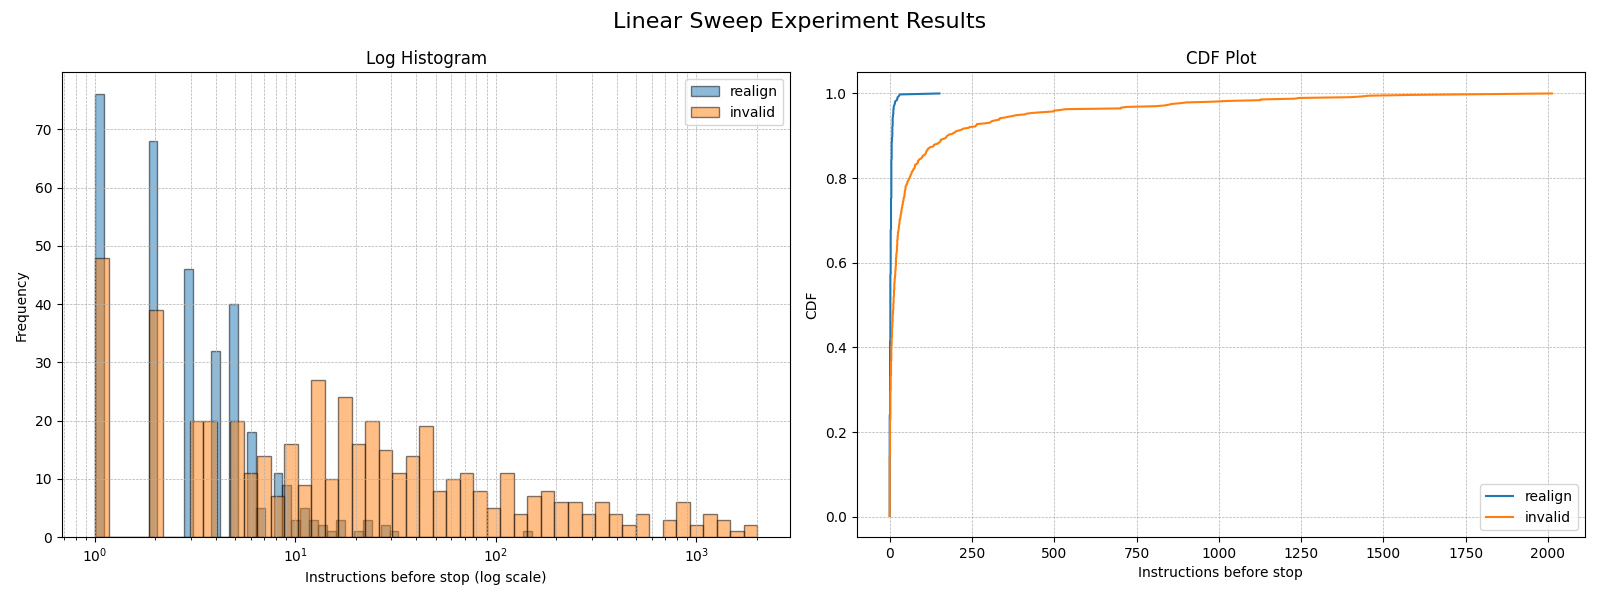 Linear Sweep Experiment Results
Log Histogram
realign
invalid
Frequency
70
60
50
40
30
20
10
0
10⁰
10¹
10²
10³
Instructions before stop (log scale)
CDF Plot
CDF
1.0
0.8
0.6
0.4
0.2
0.0
realign
invalid
0
250
500
750
1000
1250
1500
1750
2000
Instructions before stop